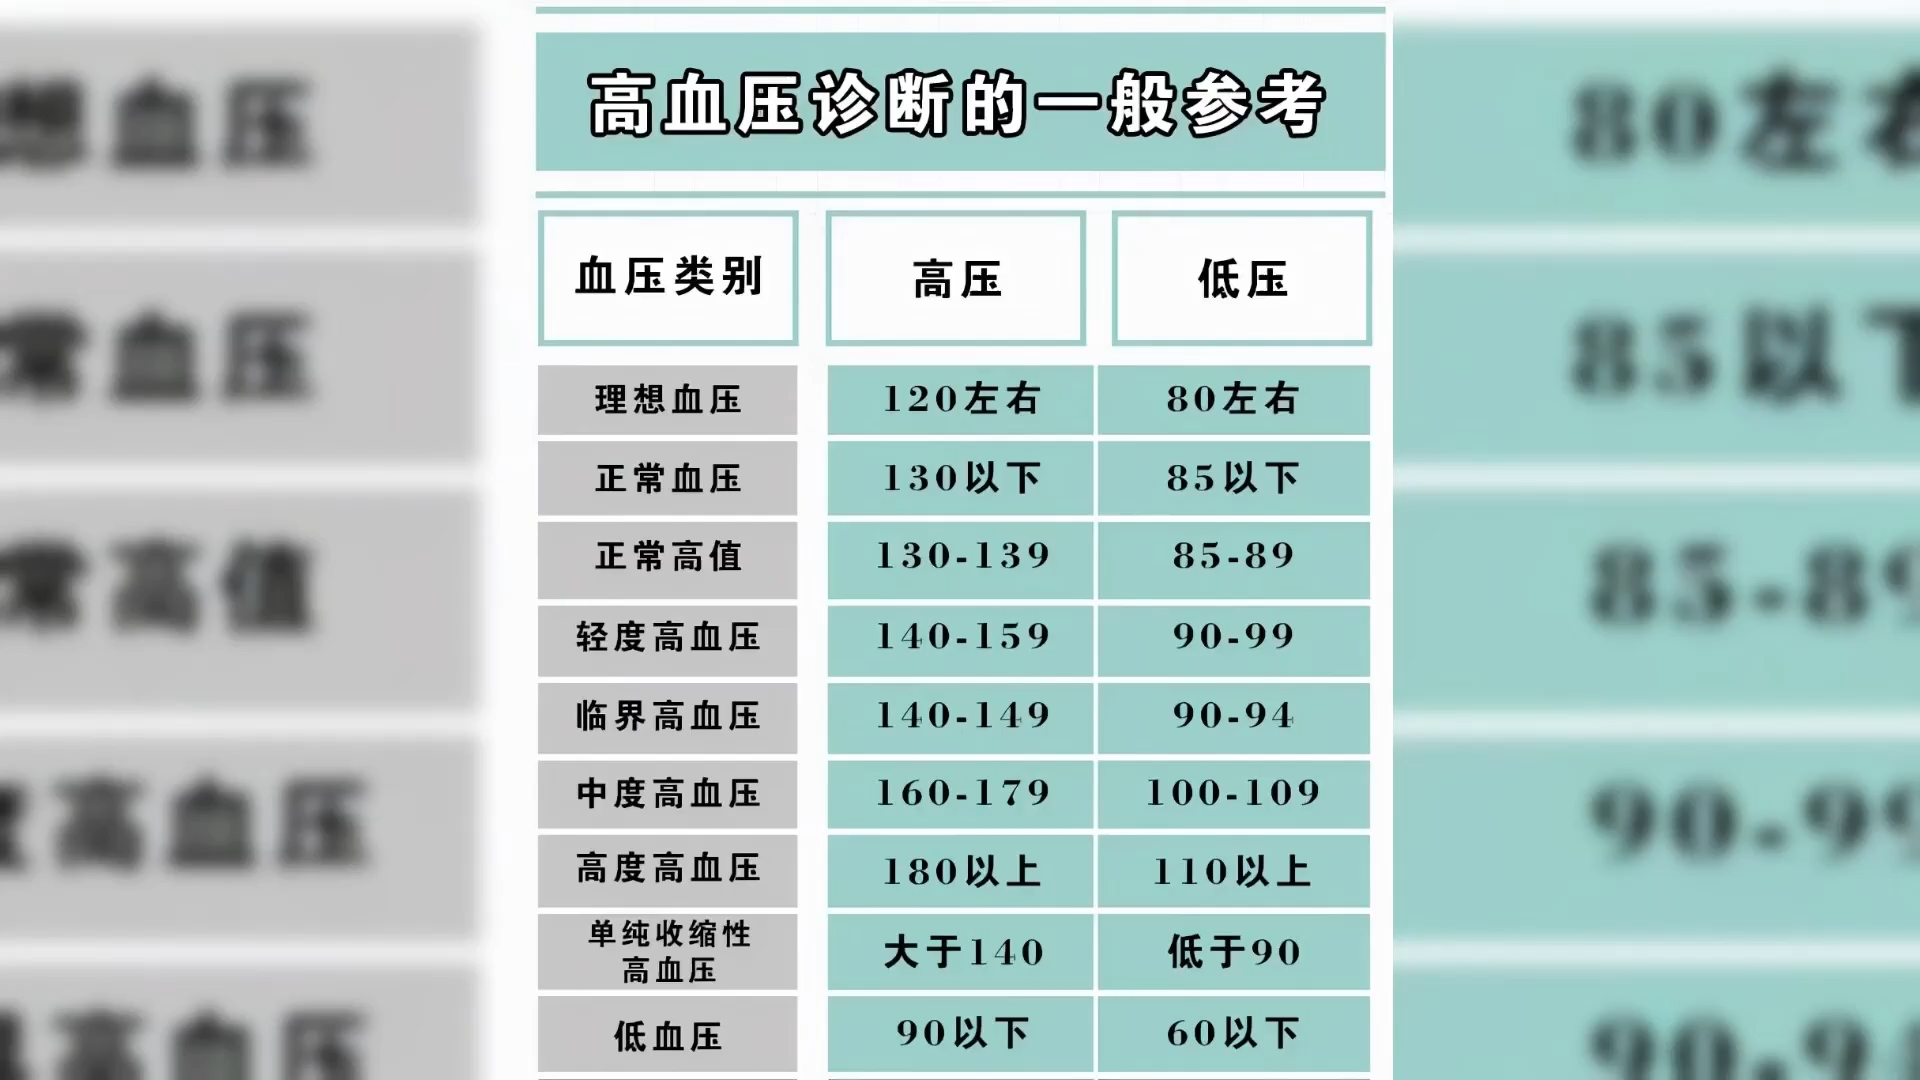 高血压诊断的一般参考
血压类别 高压 低压
理想血压 120左右 80左右
正常血压 130以下 85以下
正常高值 130-139 85-89
轻度高血压 140-159 90-99
临界高血压 140-149 90-94
中度高血压 160-179 100-109
高度高血压 180以上 110以上
单纯收缩性
高血压 大于140 低于90
低血压 90以下 60以下